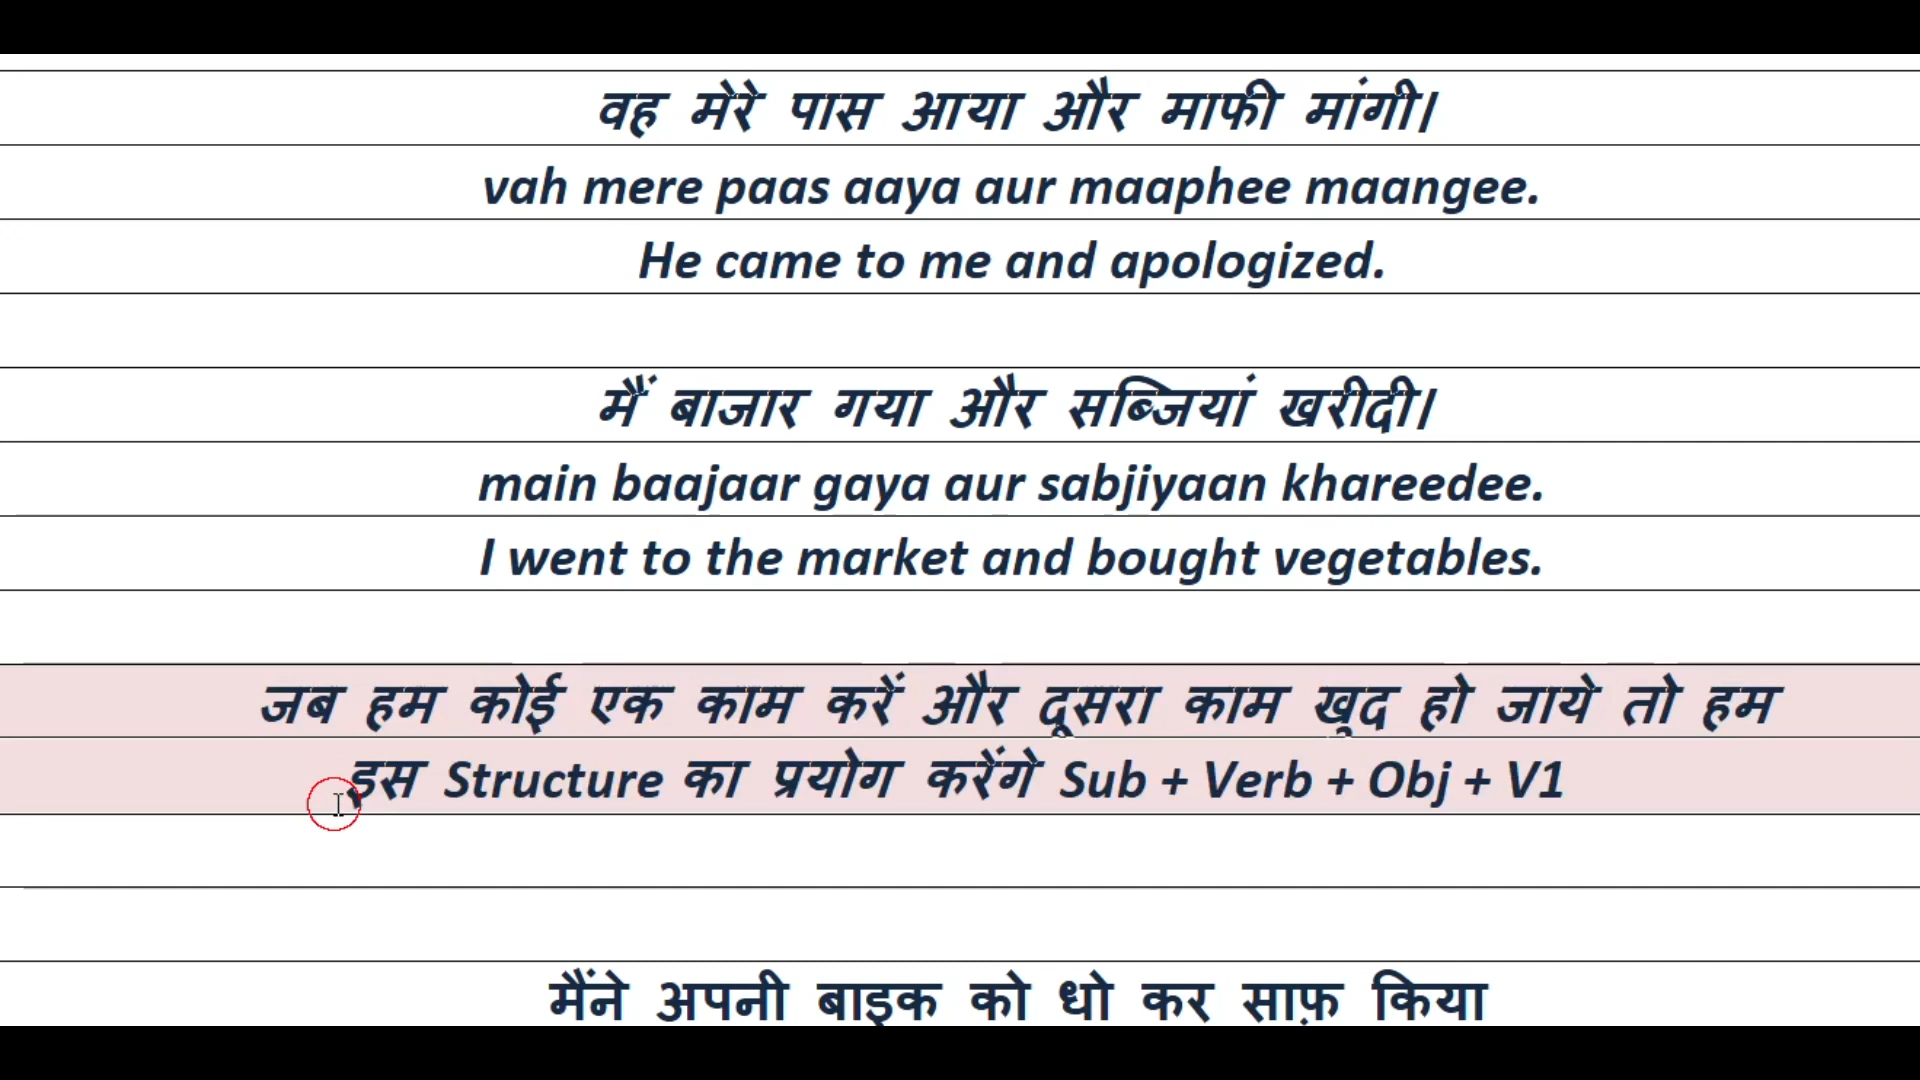 वह मेरे पास आया और माफी मांगी।
vah mere paas aaya aur maaphee maangee.
He came to me and apologized.
मैं बाजार गया और सब्जियां खरीदी।
main baajaar gaya aur sabjiyaan khareedee.
I went to the market and bought vegetables.
जब हम कोई एक काम करें और दूसरा काम खुद हो जाये तो हम
इस Structure का प्रयोग करेंगे Sub + Verb + Obj + V1
मैंने अपनी बाइक को धो कर साफ़ किया